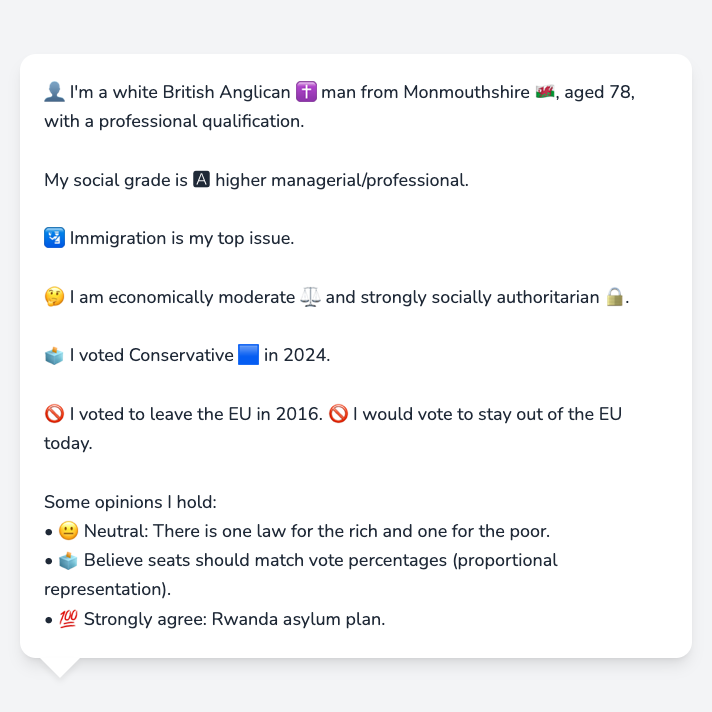 👤 I'm a white British Anglican ✝️ man from Monmouthshire 🏴󠁧󠁢󠁷󠁬󠁳󠁿, aged 78,
with a professional qualification.
My social grade is 🅰 higher managerial/professional.
🛂 Immigration is my top issue.
🤔 I am economically moderate ⚖️ and strongly socially authoritarian 🔒.
🗳️ I voted Conservative 🟦 in 2024.
🚫 I voted to leave the EU in 2016. 🚫 I would vote to stay out of the EU
today.
Some opinions I hold:
• 😐 Neutral: There is one law for the rich and one for the poor.
• 🗳️ Believe seats should match vote percentages (proportional
representation).
• 💯 Strongly agree: Rwanda asylum plan.